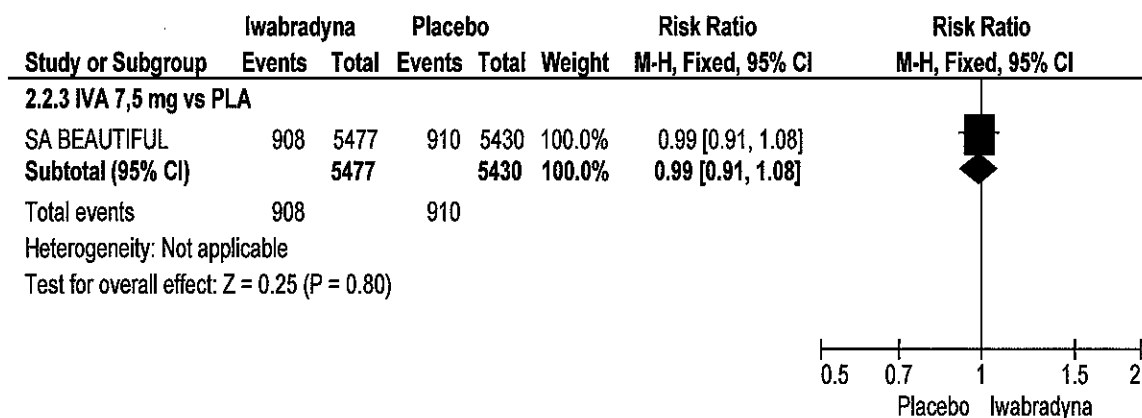 Iwabradyna Placebo Risk Ratio Risk Ratio
Study or Subgroup Events Total Events Total Weight M-H, Fixed, 95% CI M-H, Fixed, 95% CI
2.2.3 IVA 7,5 mg vs PLA
SA BEAUTIFUL 908 5477 910 5430 100.0% 0.99 [0.91, 1.08]
Subtotal (95% CI) 5477 5430 100.0% 0.99 [0.91, 1.08]
Total events 908 910
Heterogeneity: Not applicable
Test for overall effect: Z = 0.25 (P = 0.80)
0.5 0.7 1 1.5 2
Placebo Iwabradyna